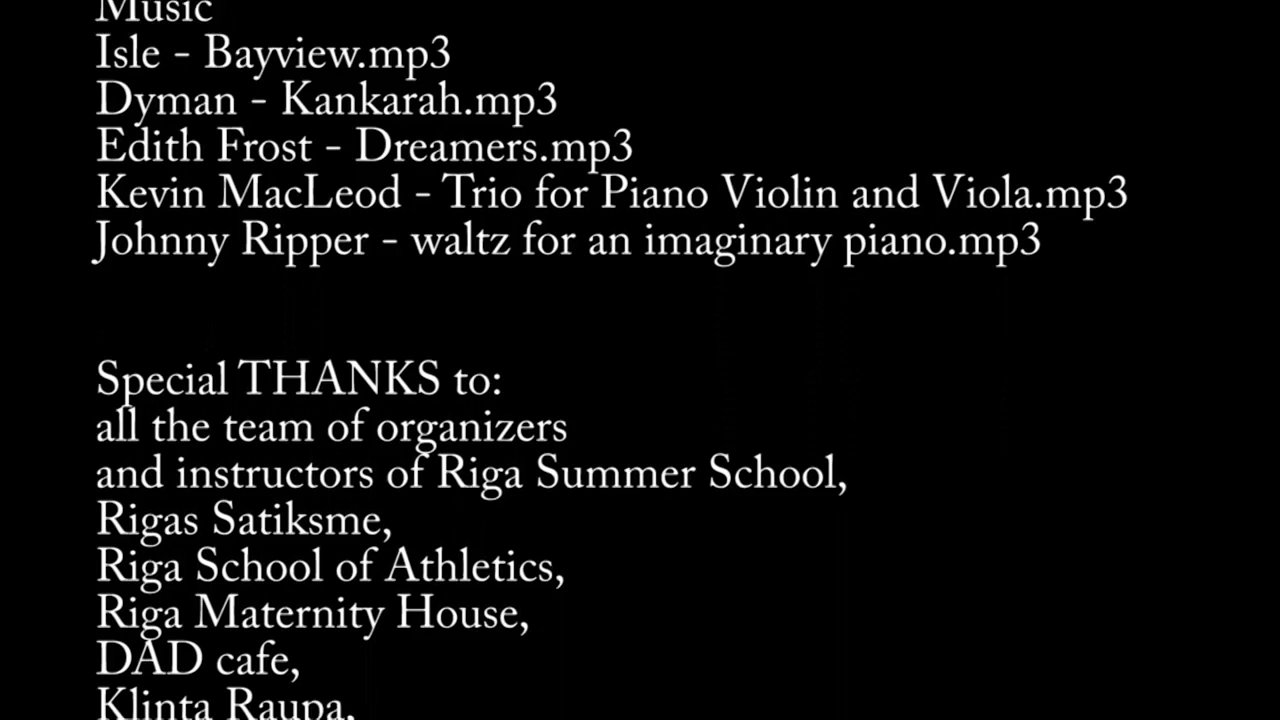 Music
Isle - Bayview.mp3
Dyman - Kankarah.mp3
Edith Frost - Dreamers.mp3
Kevin MacLeod - Trio for Piano Violin and Viola.mp3
Johnny Ripper - waltz for an imaginary piano.mp3
Special THANKS to:
all the team of organizers
and instructors of Riga Summer School,
Rigas Satiksme,
Riga School of Athletics,
Riga Maternity House,
DAD cafe,
Klinta Raupa,